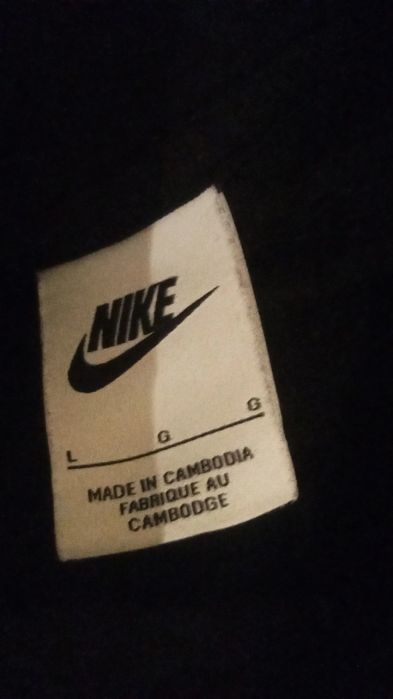 NIKE
L G G
MADE IN CAMBODIA
FABRIQUE AU
CAMBODGE